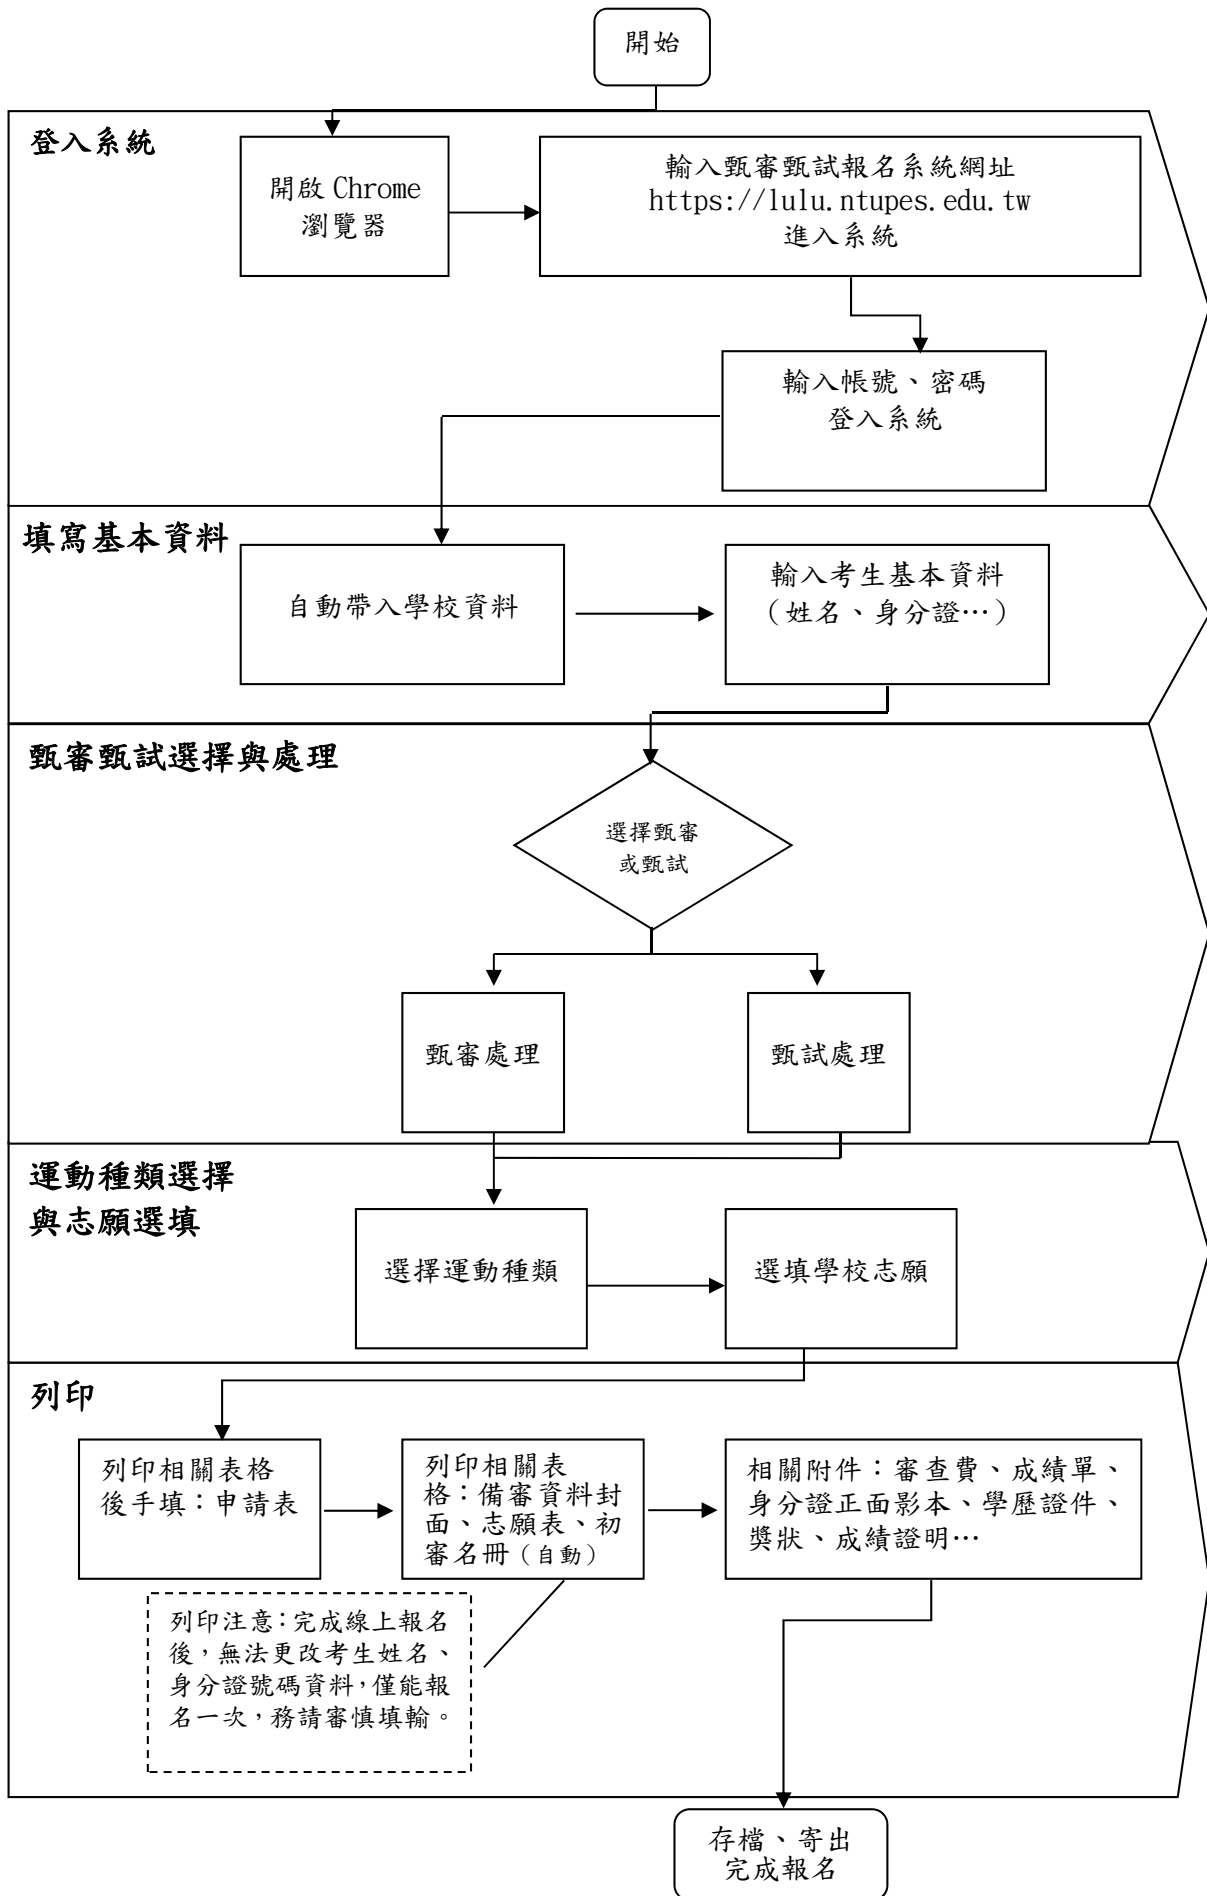 開始
登入系統
開啟 Chrome
瀏覽器
輸入甄審甄試報名系統網址
https://lulu.ntupes.edu.tw
進入系統
輸入帳號、密碼
登入系統
填寫基本資料
自動帶入學校資料
輸入考生基本資料
（姓名、身分證…）
甄審甄試選擇與處理
選擇甄審
或甄試
甄審處理
甄試處理
運動種類選擇
與志願選填
選擇運動種類
選填學校志願
列印
列印相關表格
後手填：申請表
列印相關表
格：備審資料封
面、志願表、初
審名冊（自動）
相關附件：審查費、成績單、
身分證正面影本、學歷證件、
獎狀、成績證明…
列印注意：完成線上報名
後，無法更改考生姓名、
身分證號碼資料，僅能報
名一次，務請審慎填輸。
存檔、寄出
完成報名